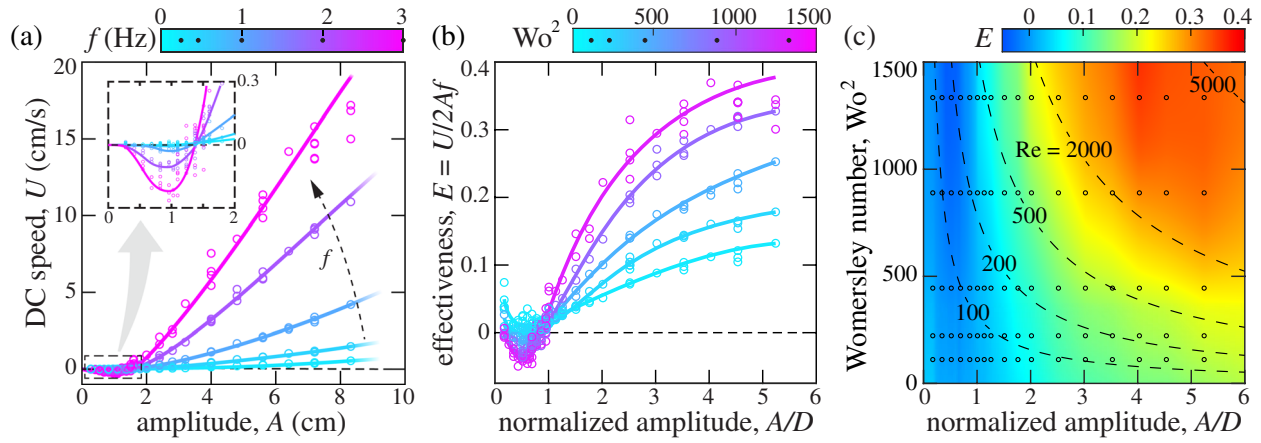 (a)
f (Hz)
0 1 2 3
DC speed, U (cm/s)
20
15
10
5
0
0.3
0
0 1 2
f
0 2 4 6 8 10
amplitude, A (cm)
(b)
Wo²
0 500 1000 1500
effectiveness, E = U/2Af
0.4
0.3
0.2
0.1
0
0 1 2 3 4 5 6
normalized amplitude, A/D
(c)
E
0 0.1 0.2 0.3 0.4
Womersley number, Wo²
1500
1000
500
0
5000
Re = 2000
500
200
100
0 1 2 3 4 5 6
normalized amplitude, A/D